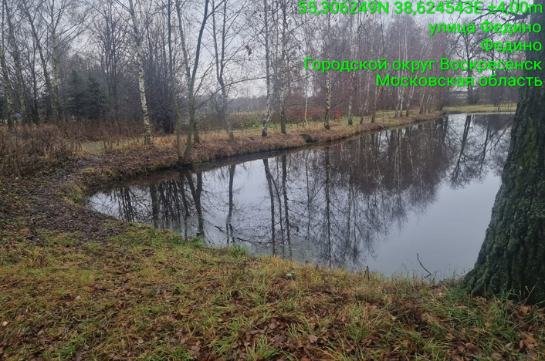 55,306249N 38,624543E ±4.00m
улица Федино
Федино
Городской округ Воскресенск
Московская область